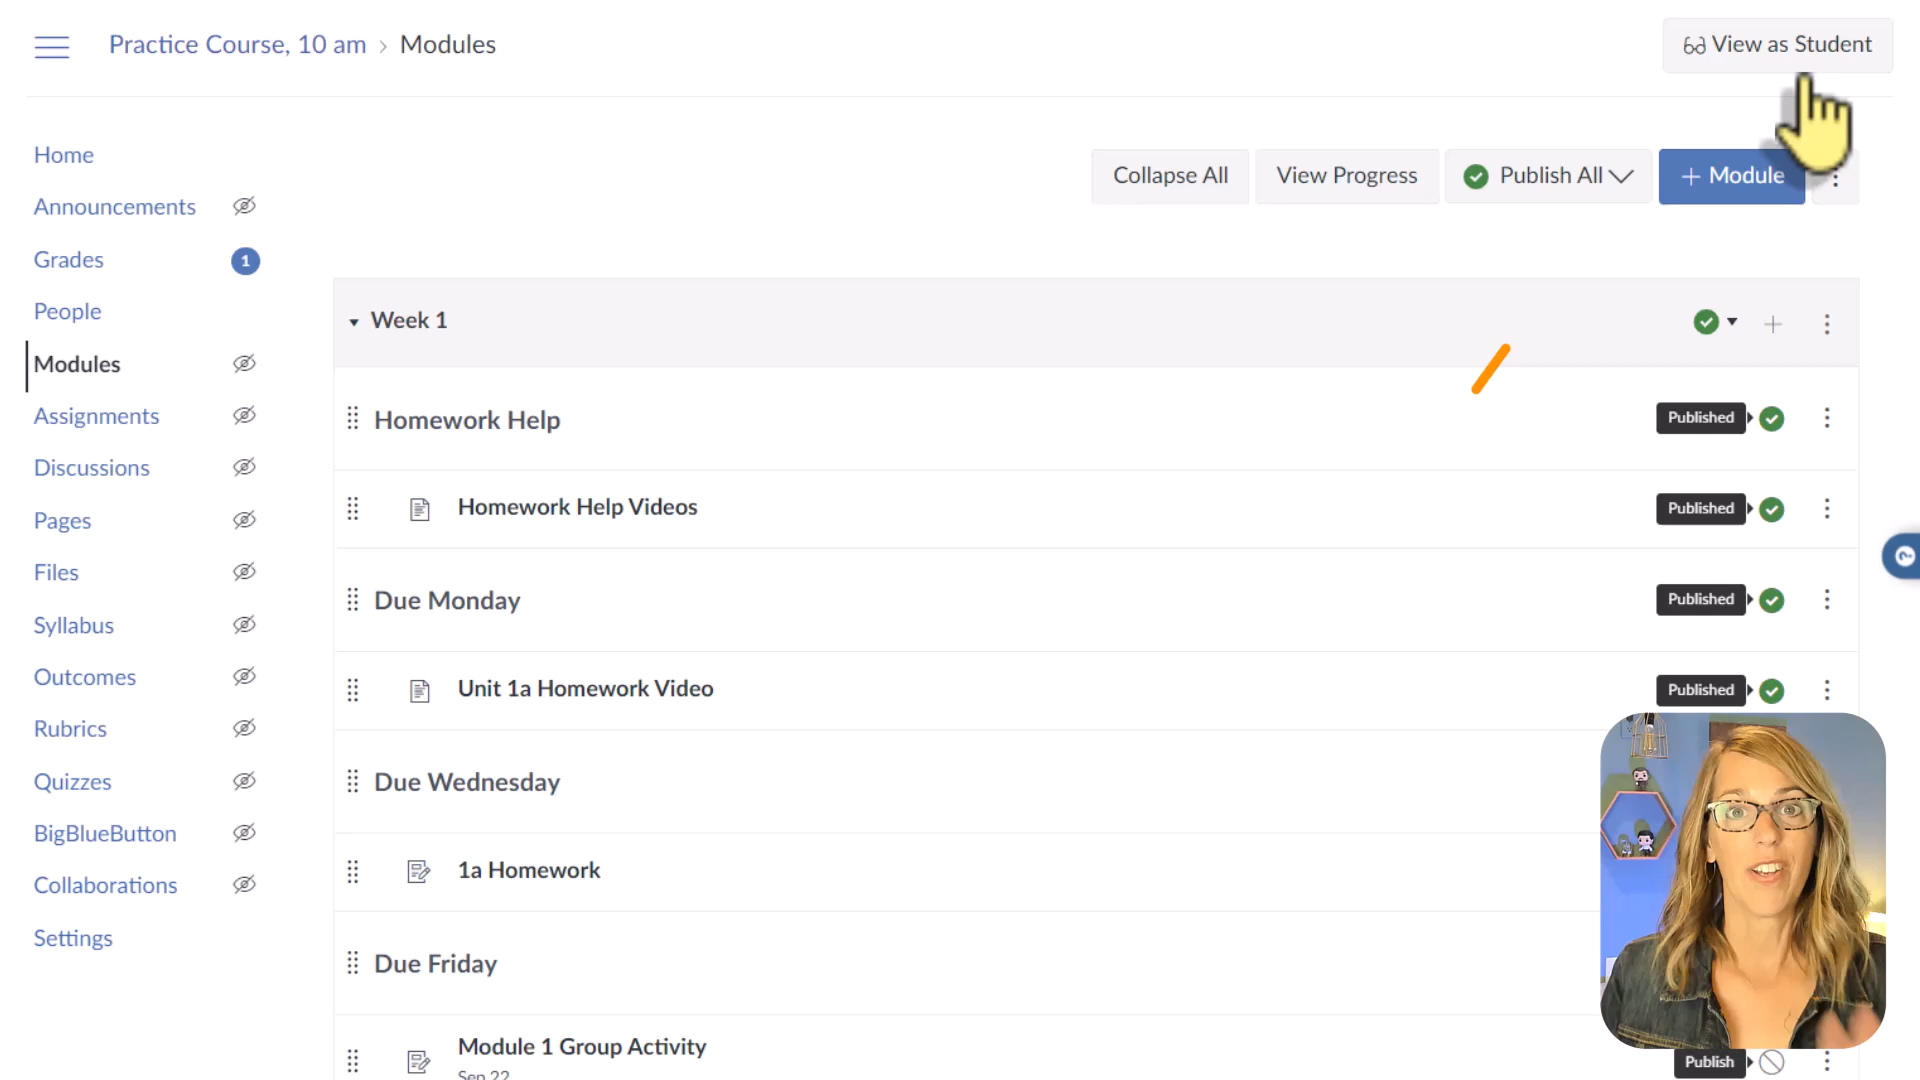 Practice Course, 10 am › Modules
View as Student
Collapse All
View Progress
Publish All
+ Module
Home
Announcements
Grades
1
People
Modules
Assignments
Discussions
Pages
Files
Syllabus
Outcomes
Rubrics
Quizzes
BigBlueButton
Collaborations
Settings
Week 1
Homework Help
Published
Homework Help Videos
Published
Due Monday
Published
Unit 1a Homework Video
Published
Due Wednesday
1a Homework
Due Friday
Module 1 Group Activity
Sep 22
Publish